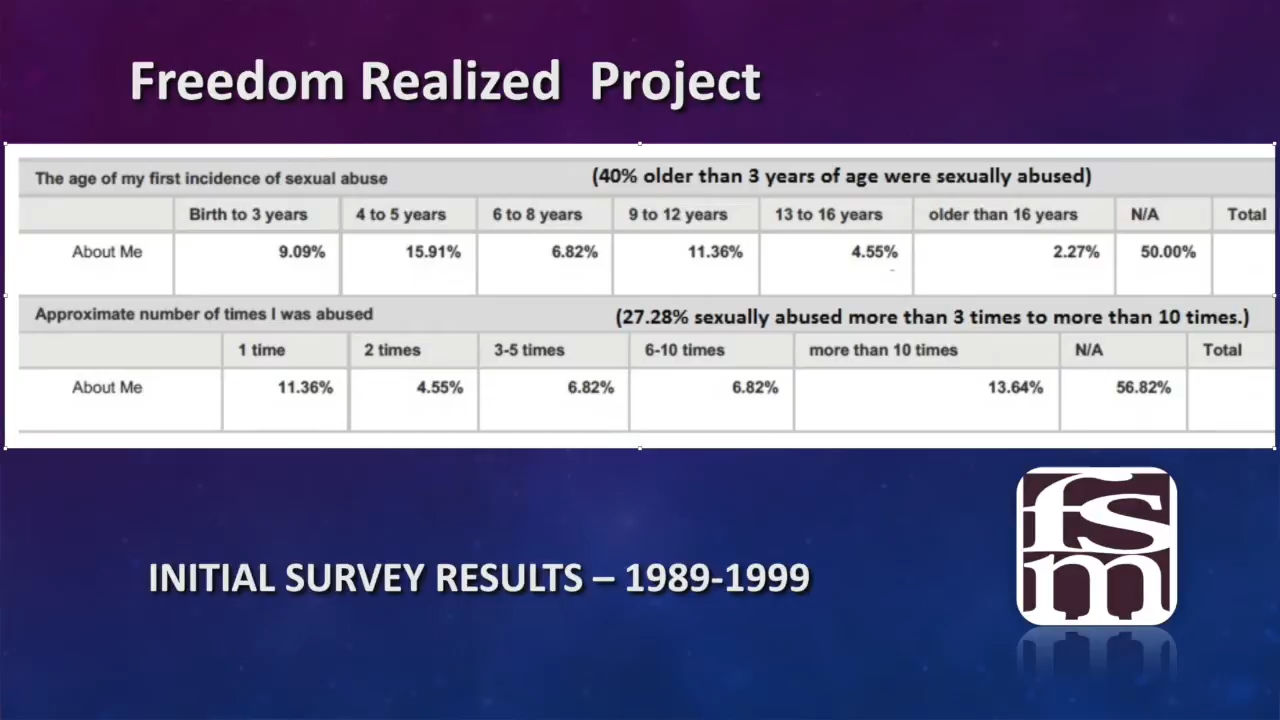 Freedom Realized Project
The age of my first incidence of sexual abuse (40% older than 3 years of age were sexually abused)
Birth to 3 years 4 to 5 years 6 to 8 years 9 to 12 years 13 to 16 years older than 16 years N/A Total
About Me 9.09% 15.91% 6.82% 11.36% 4.55% 2.27% 50.00%
Approximate number of times I was abused (27.28% sexually abused more than 3 times to more than 10 times.)
1 time 2 times 3-5 times 6-10 times more than 10 times N/A Total
About Me 11.36% 4.55% 6.82% 6.82% 13.64% 56.82%
INITIAL SURVEY RESULTS – 1989-1999
fs
m